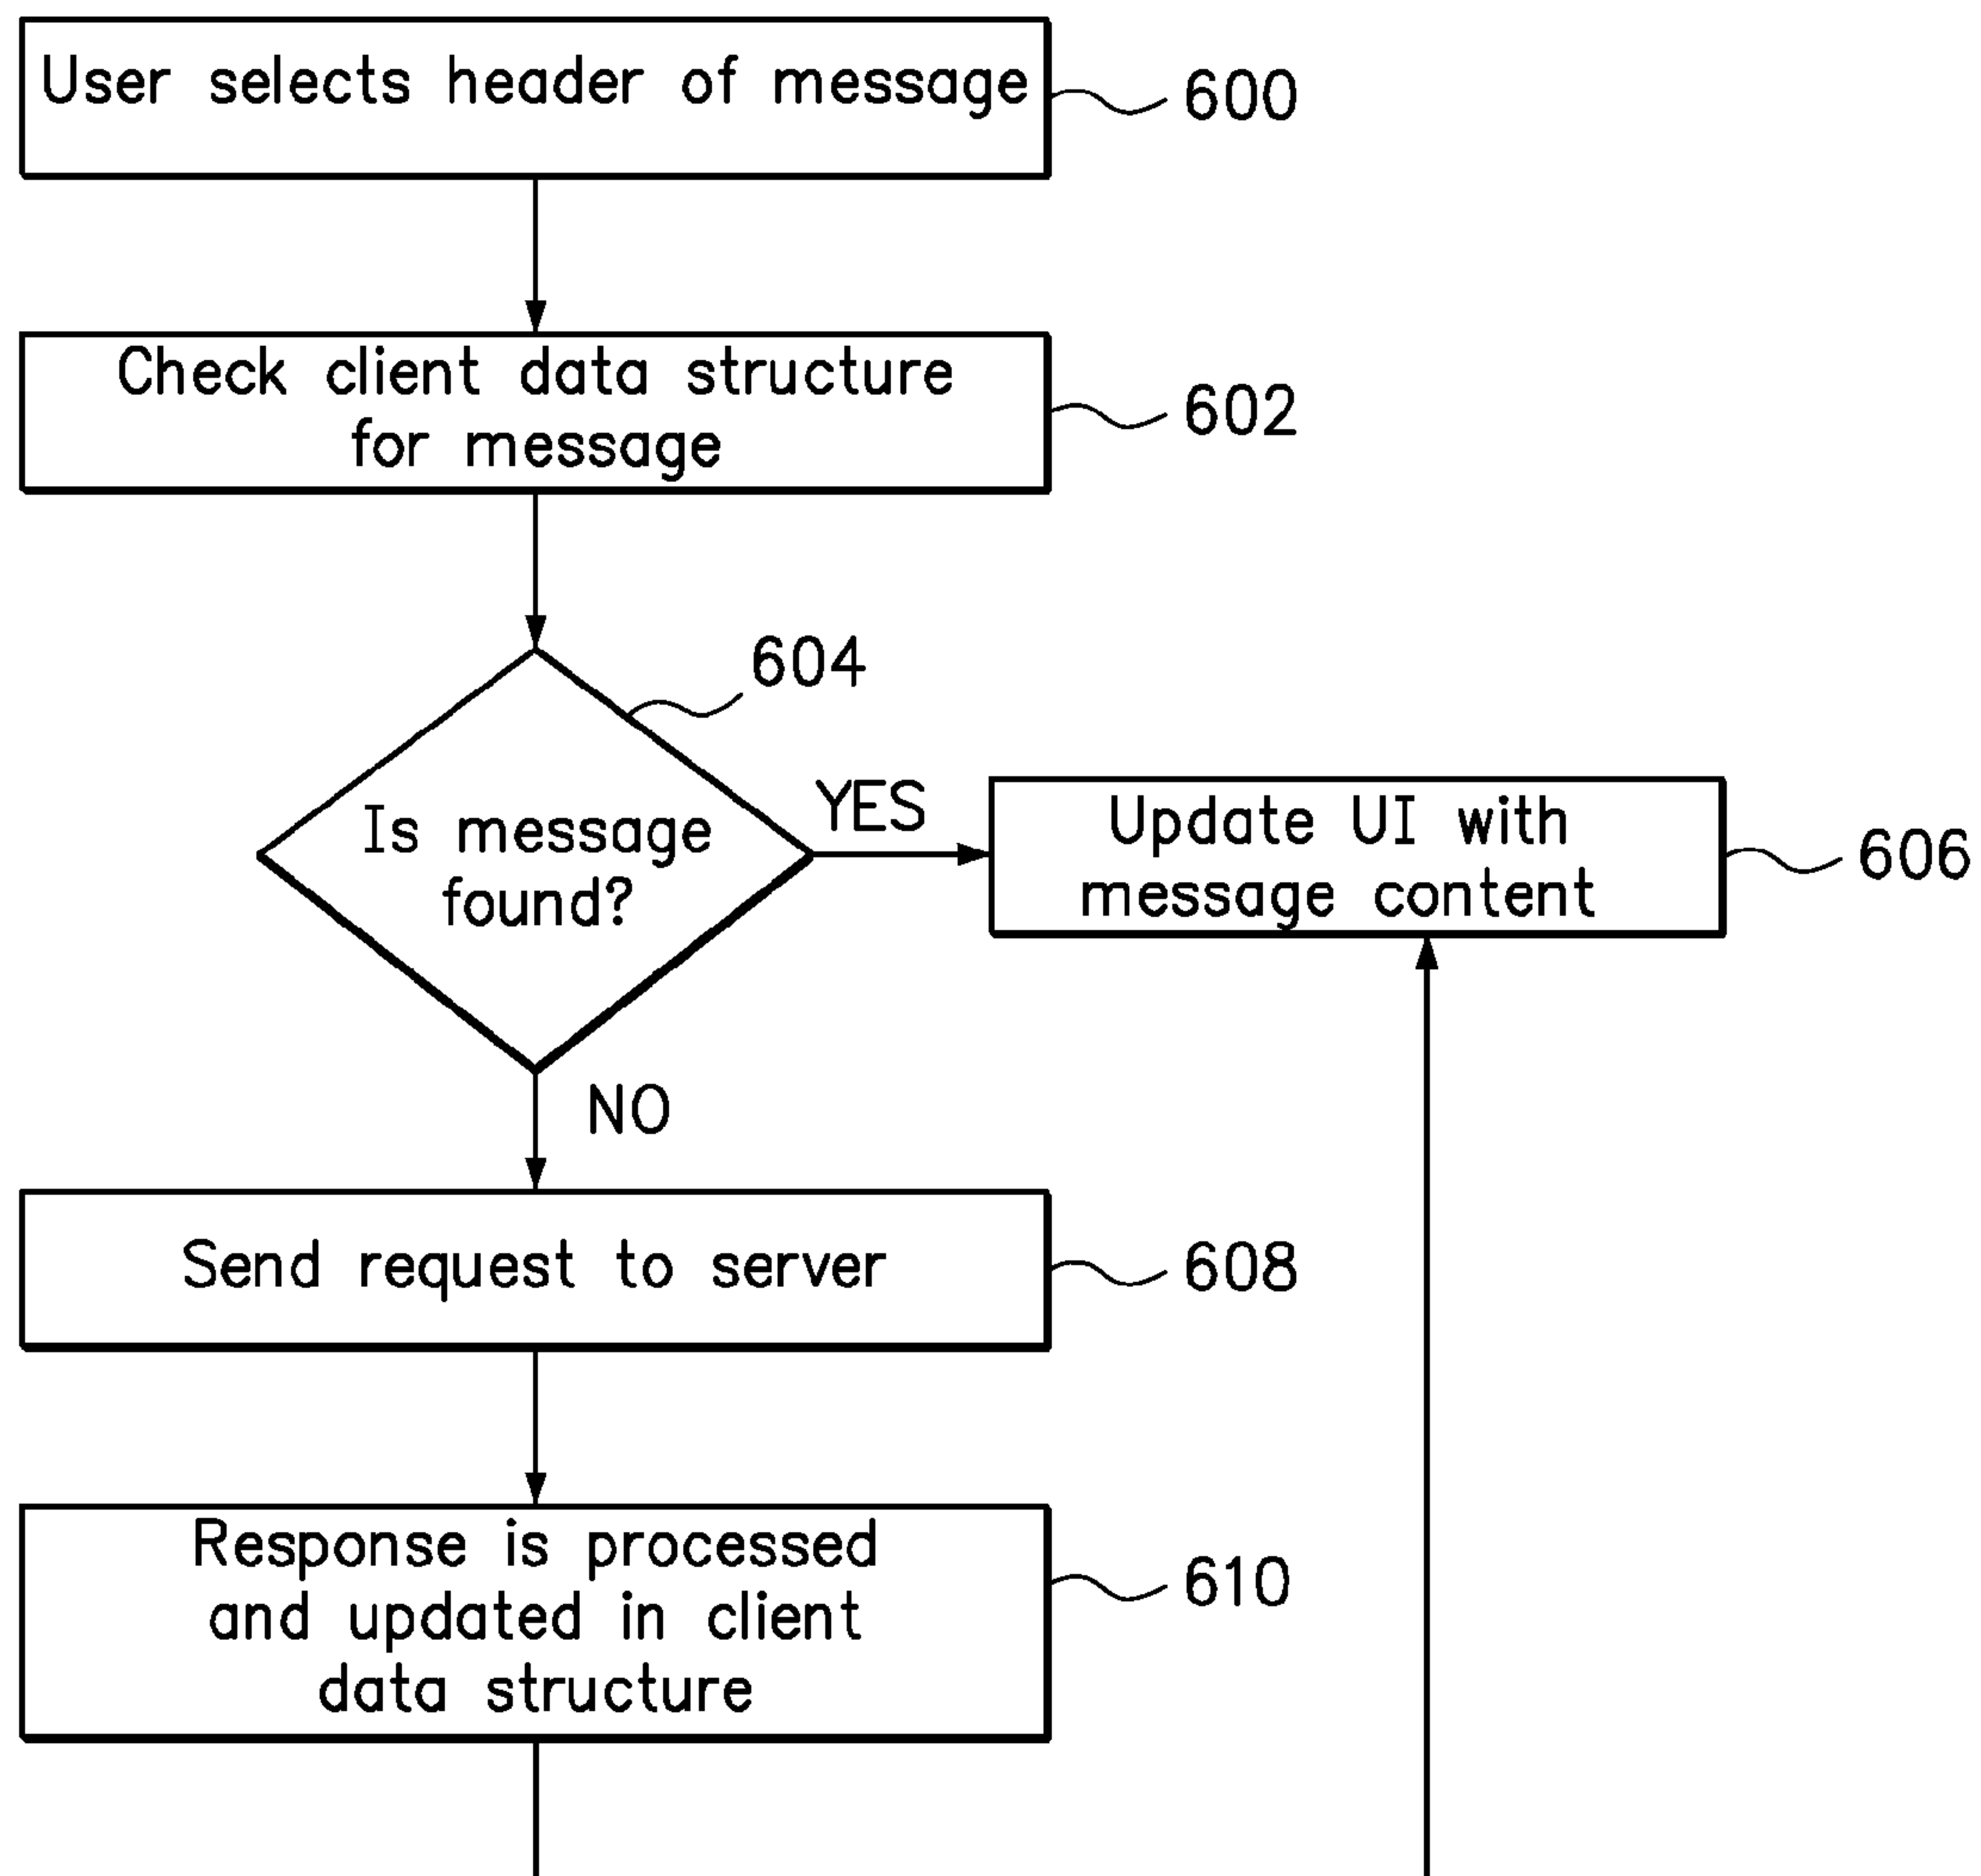 User selects header of message
600
Check client data structure
for message
602
604
Is message
found?
YES
Update UI with
message content
606
NO
Send request to server
608
Response is processed
and updated in client
data structure
610